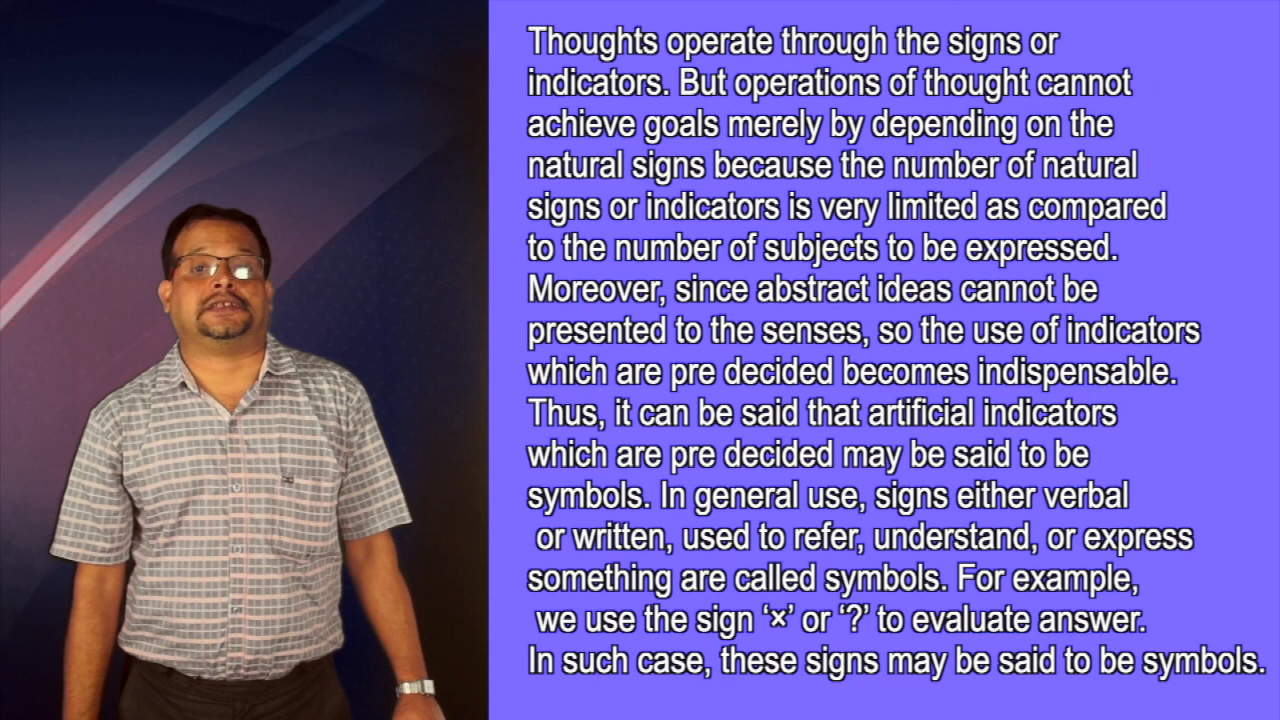 Thoughts operate through the signs or
indicators. But operations of thought cannot
achieve goals merely by depending on the
natural signs because the number of natural
signs or indicators is very limited as compared
to the number of subjects to be expressed.
Moreover, since abstract ideas cannot be
presented to the senses, so the use of indicators
which are pre decided becomes indispensable.
Thus, it can be said that artificial indicators
which are pre decided may be said to be
symbols. In general use, signs either verbal
or written, used to refer, understand, or express
something are called symbols. For example,
we use the sign ‘×’ or ‘?’ to evaluate answer.
In such case, these signs may be said to be symbols.